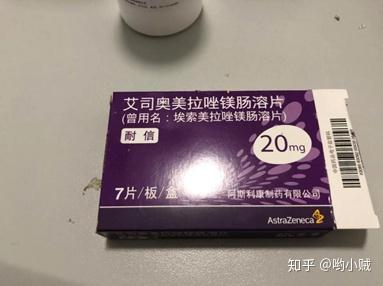 艾司奥美拉唑镁肠溶片
(曾用名：埃索美拉唑镁肠溶片)
耐信
20mg
7片/板/盒
阿斯利康制药有限公司
AstraZeneca
知乎 @哟小贼